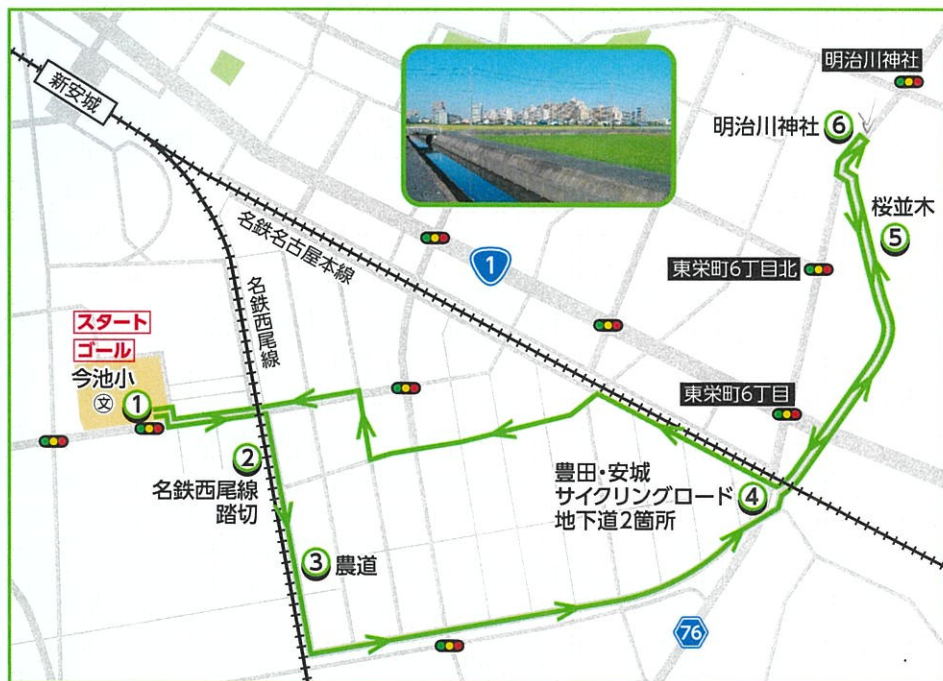 新安城
明治川神社
明治川神社
6
桜並木
5
名鉄名古屋本線
1
東栄町6丁目北
名鉄西尾線
スタート
ゴール
今池小
文
1
東栄町6丁目
2
名鉄西尾線
踏切
豊田・安城
サイクリングロード
地下道2箇所
4
3
農道
76